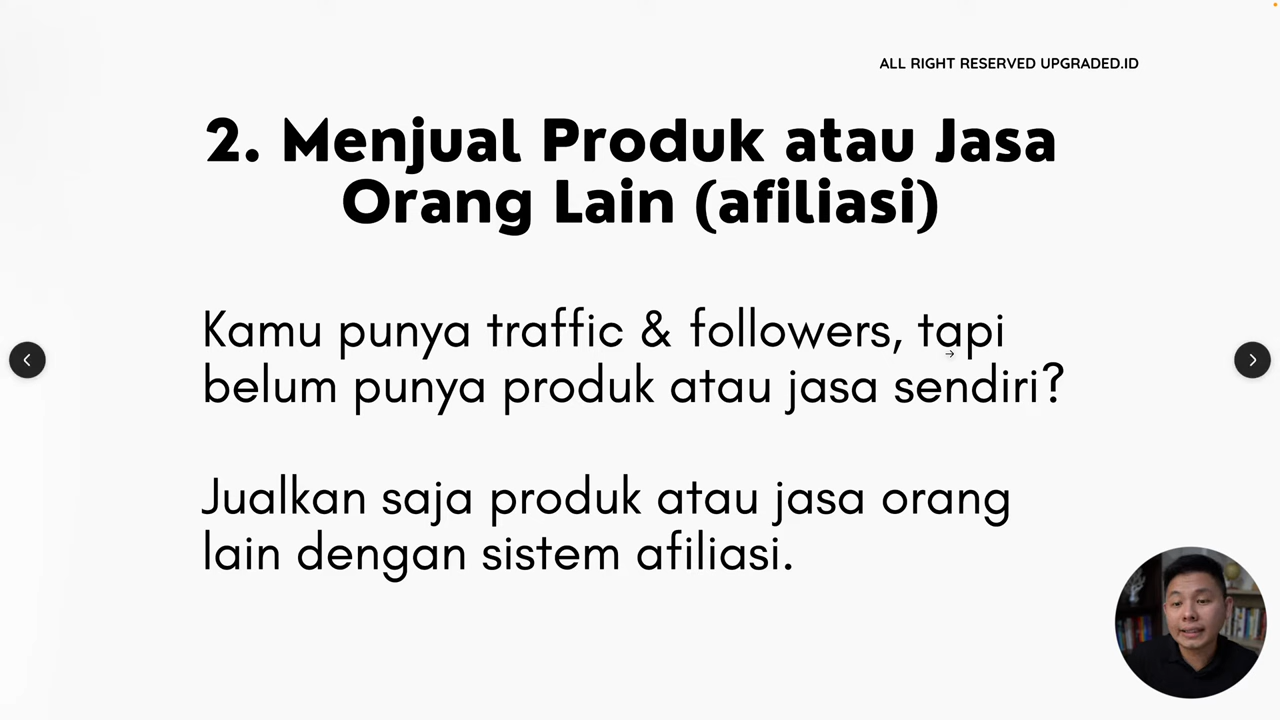 ALL RIGHT RESERVED UPGRADED.ID
2. Menjual Produk atau Jasa
Orang Lain (afiliasi)
Kamu punya traffic & followers, tapi
belum punya produk atau jasa sendiri?
Jualkan saja produk atau jasa orang
lain dengan sistem afiliasi.